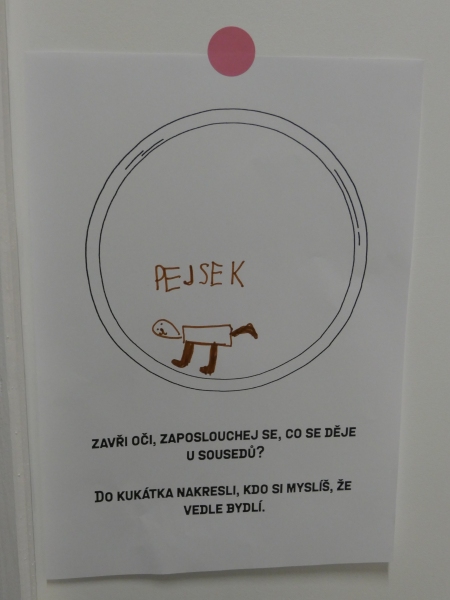 PEJSEK
ZAVŘI OČI, ZAPOSLOUCHEJ SE, CO SE DĚJE
U SOUSEDŮ?
DO KUKÁTKA NAKRESLI, KDO SI MYSLÍŠ, ŽE
VEDLE BYDLÍ.